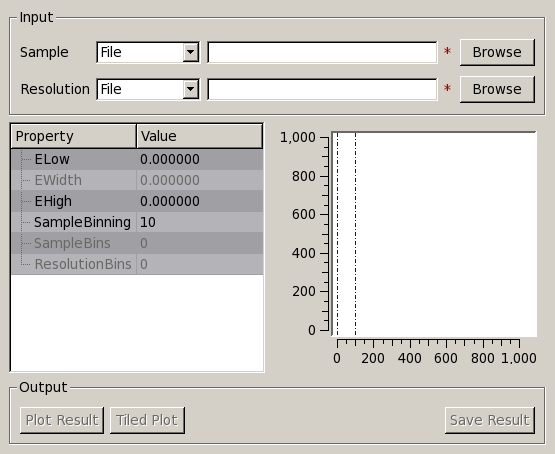 Input
Sample File * Browse
Resolution File * Browse
Property Value
ELow 0.000000
EWidth 0.000000
EHigh 0.000000
SampleBinning 10
SampleBins 0
ResolutionBins 0
1,000
800
600
400
200
0
0 200 400 600 800 1,000
Output
Plot Result Tiled Plot Save Result